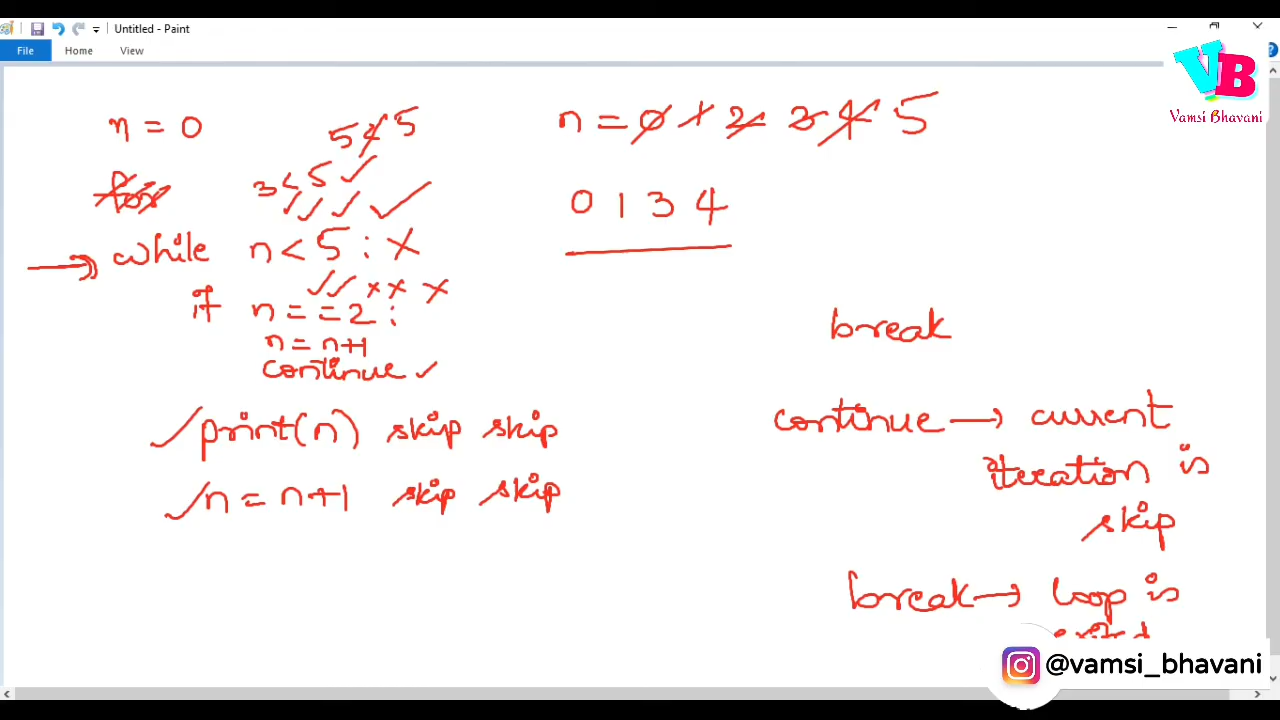 Untitled - Paint
File Home View
VB
Vamsi Bhavani
n = 0
5 < 5
n = 0 1 2 3 4 5
for
3 < 5 ✓
0 1 3 4
while n < 5 : ×
if n = = 2 :
n = n+1
continue ✓
break
✓ print(n) skip skip
✓ n = n+1 skip skip
continue → current
iteration is
skip
break → loop is
@vamsi_bhavani